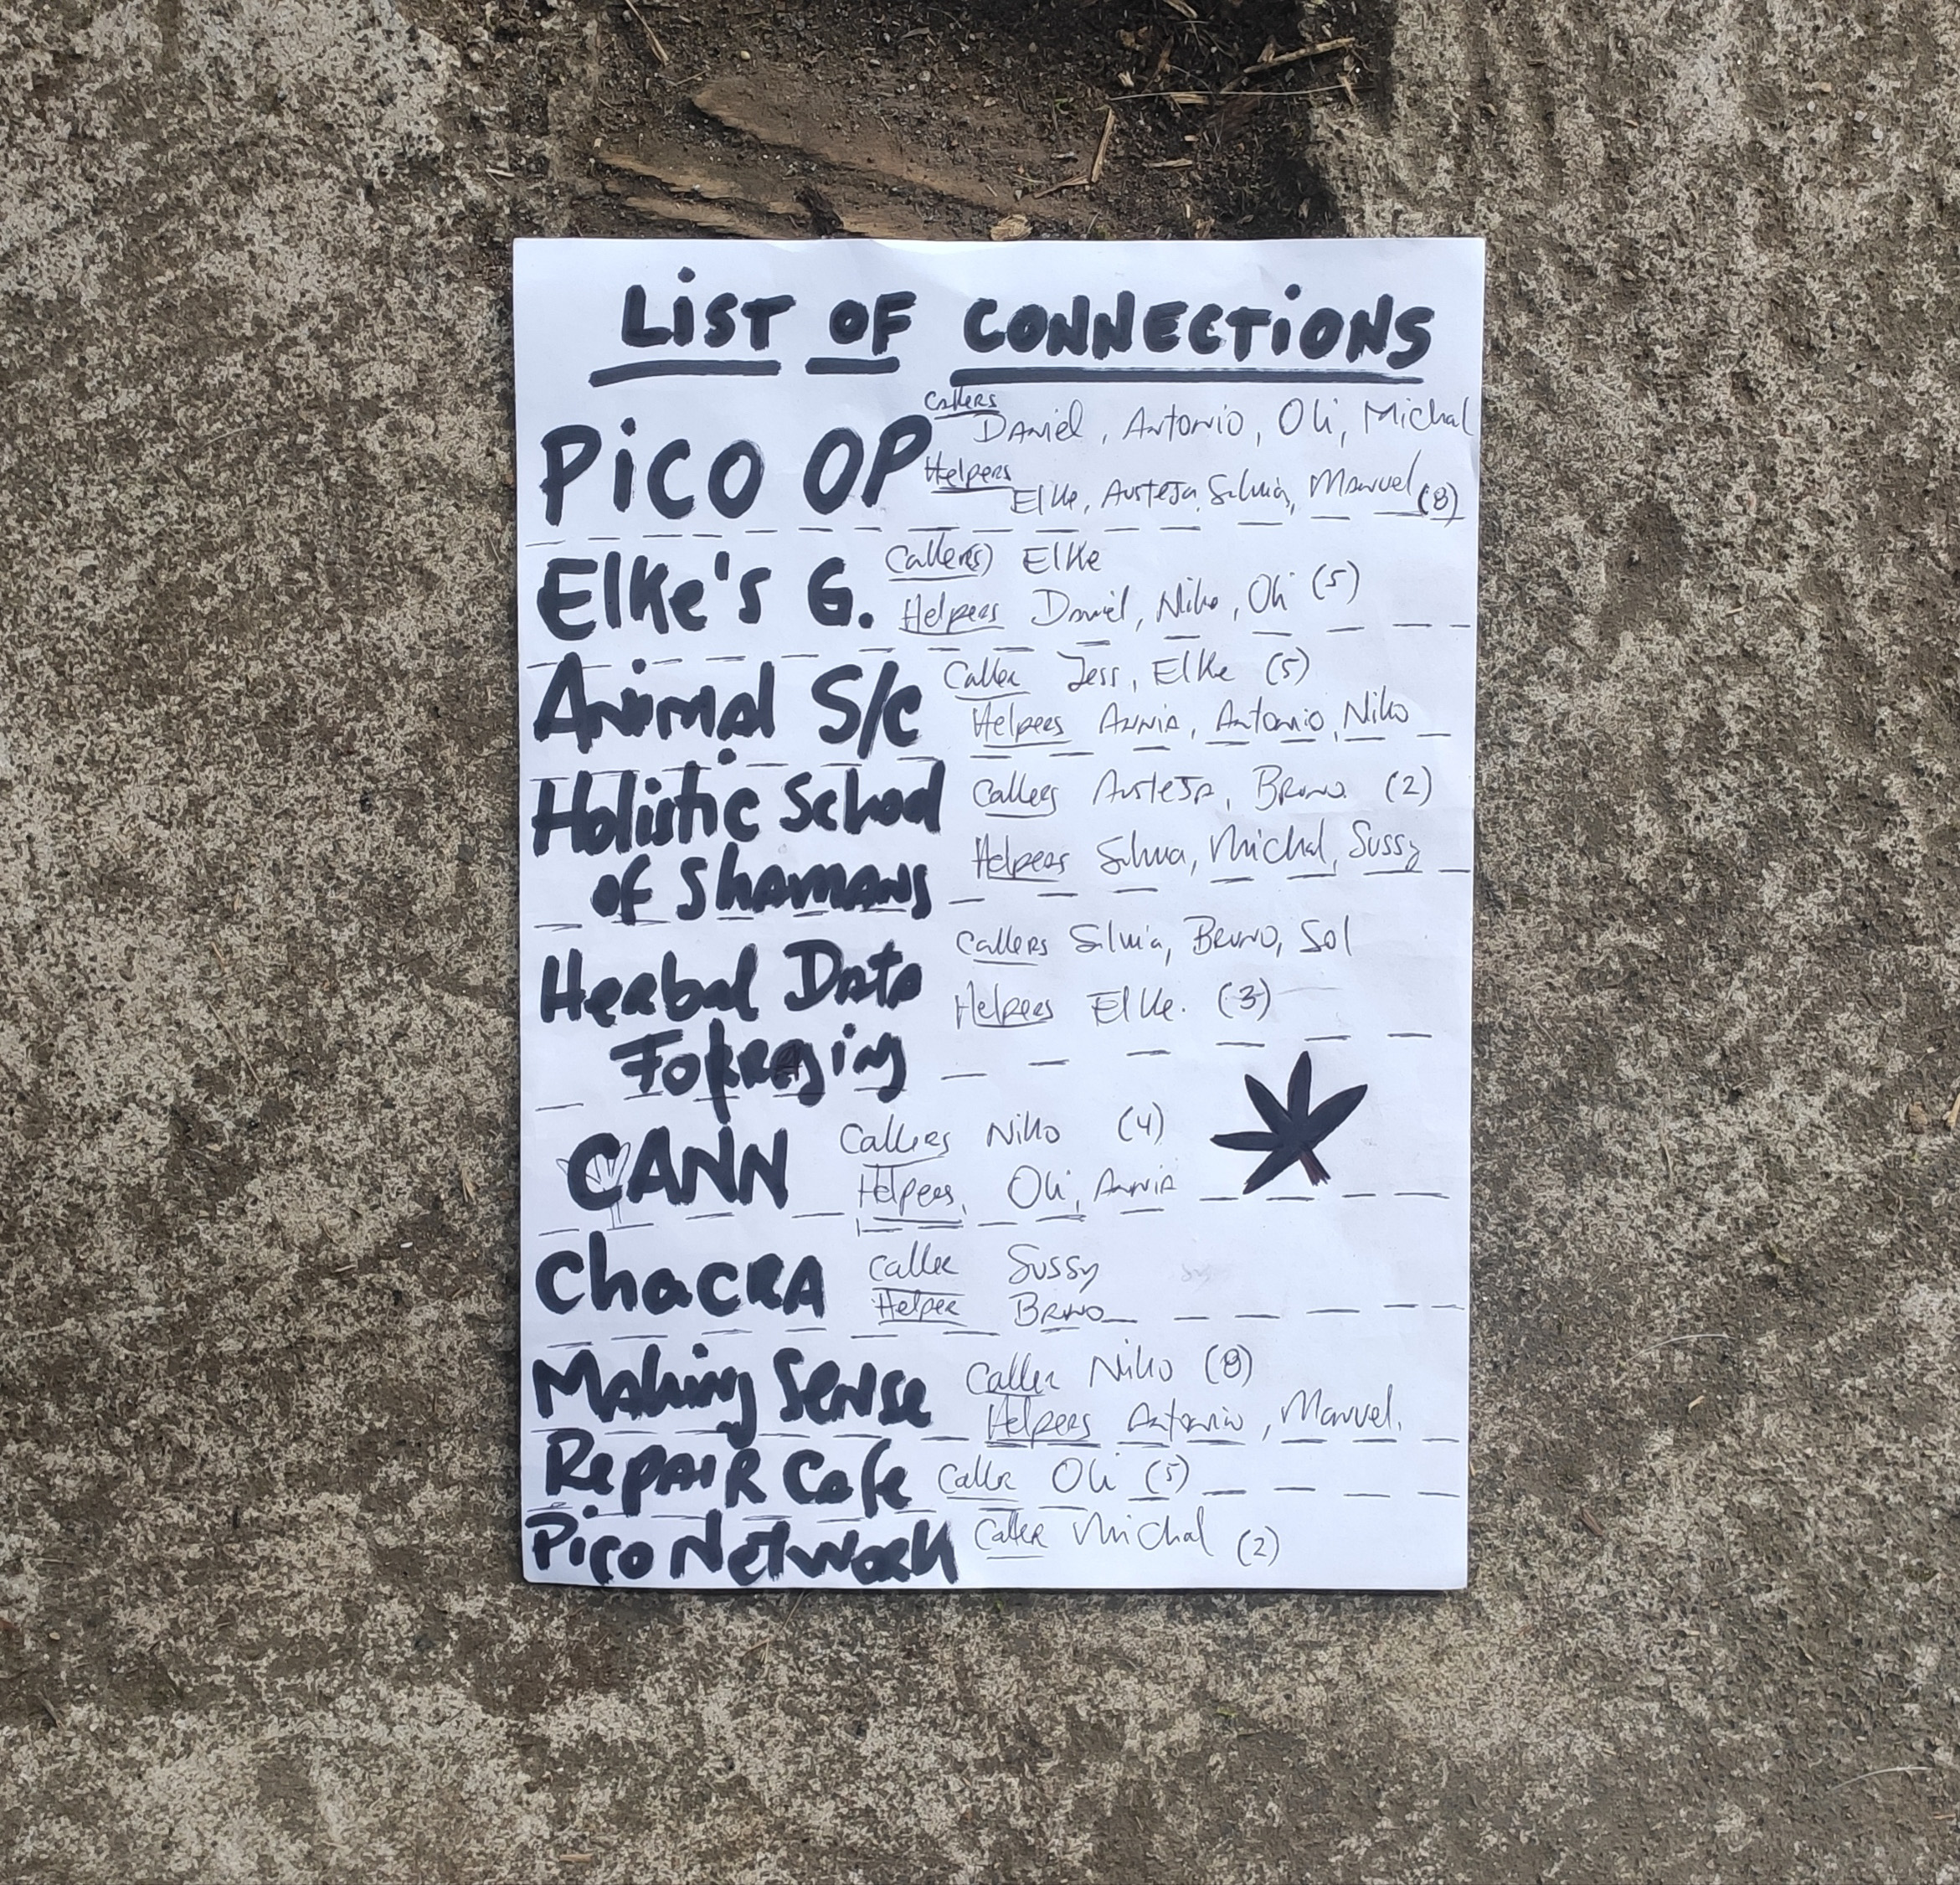 LIST OF CONNECTIONS
Callers
PICO OP Daniel, Antonio, Oli, Michal
Helpers
Elke, Austeja, Silvia, Manuel (8)
Elke's G. Caller(s) Elke
Helpers Daniel, Niko, Oli (5)
Animal S/C Caller Jess, Elke (5)
Helpers Annia, Antonio, Niko
Holistic School Callers Austeja, Bruno (2)
of Shamans Helpers Silvia, Michal, Sussy
Herbal Data Callers Silvia, Bruno, Sol
Helpers Elke. (3)
CANN Callers Niko (4)
Helpers, Oli, Annia
ChacRA Caller Sussy
Helper Bruno
Making Sense Caller Niko (8)
Helpers Antonio, Manuel.
Repair Cafe Caller Oli (5)
Pico Network Caller Michal (2)